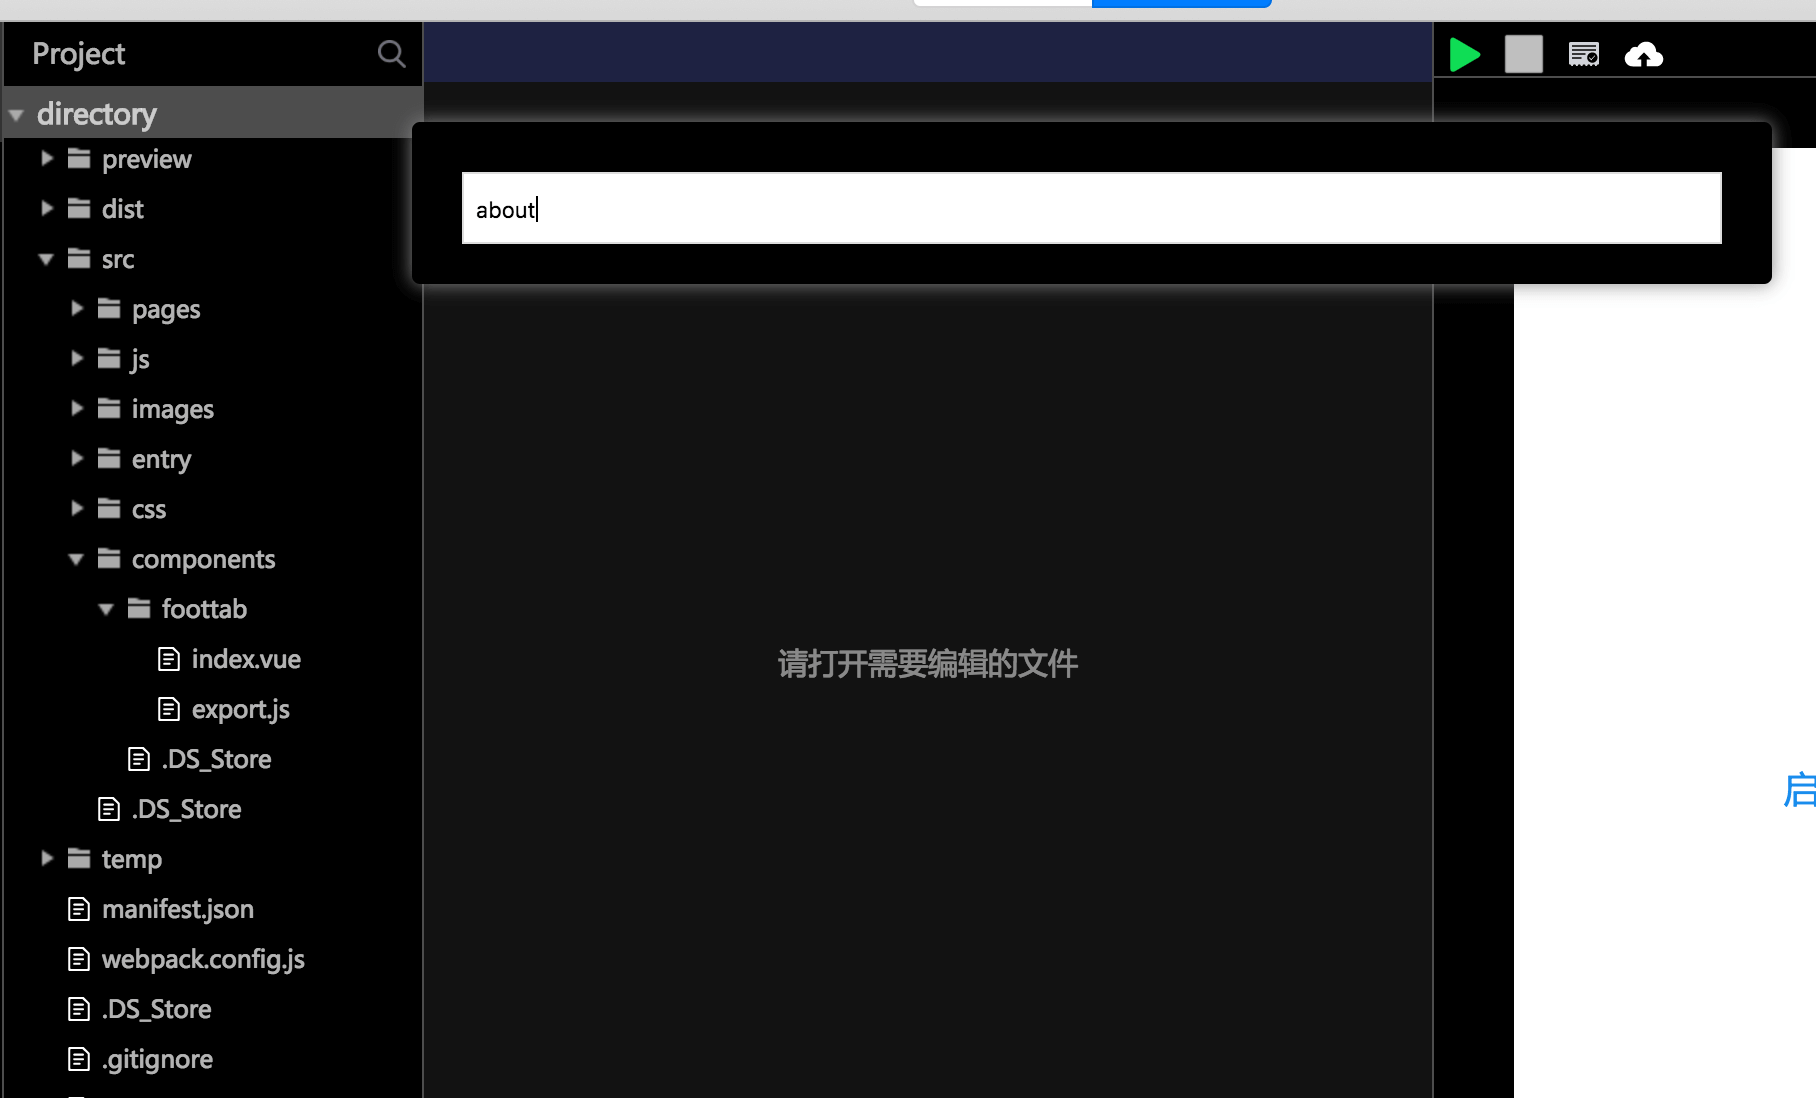 Project
directory
preview
dist
src
pages
js
images
entry
css
components
foottab
index.vue
export.js
.DS_Store
.DS_Store
temp
manifest.json
webpack.config.js
.DS_Store
.gitignore
about
请打开需要编辑的文件
启